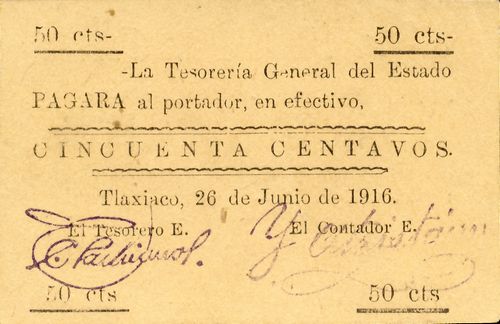 50 cts- 50 cts-
-La Tesorería General del Estado
PAGARA al portador, en efectivo,
CINCUENTA CENTAVOS.
Tlaxiaco, 26 de Junio de 1916.
El Tesorero E. El Contador E.
50 cts 50 cts